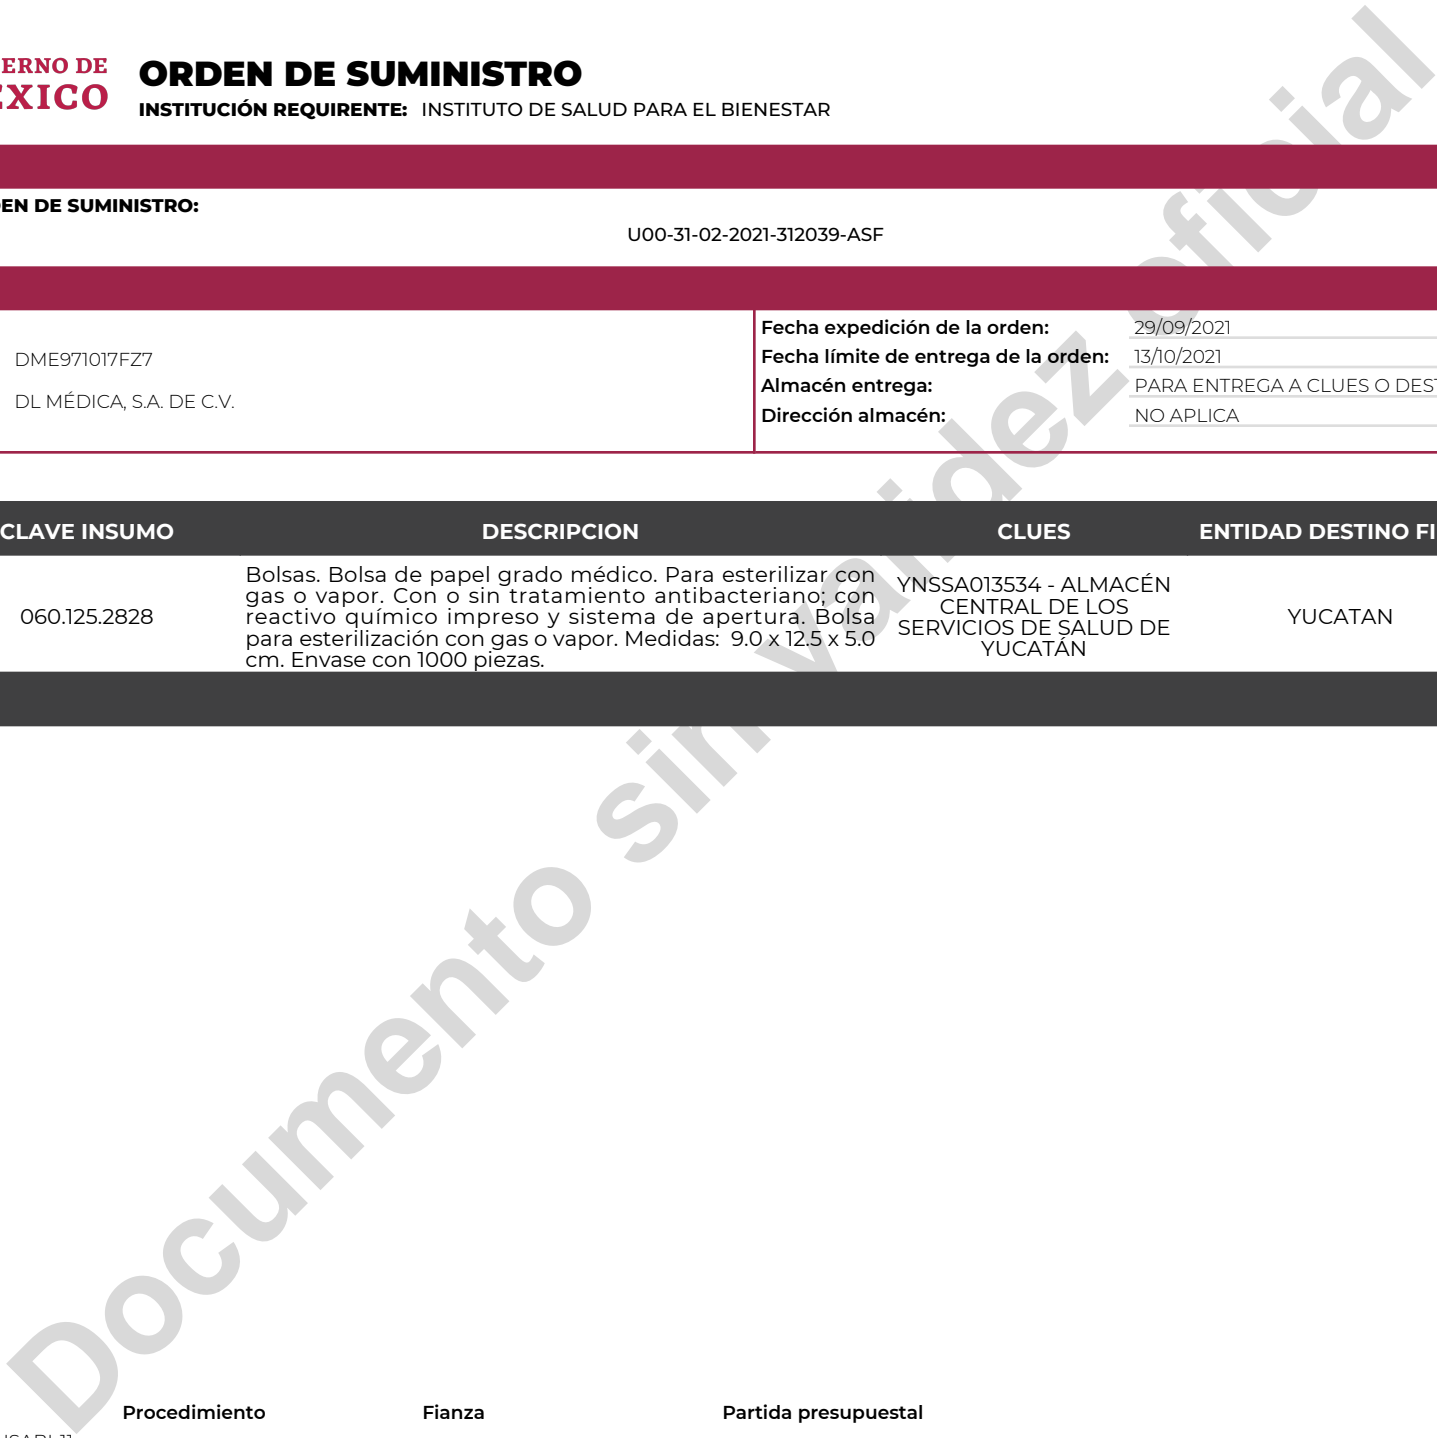 ERNO DE
EXICO
ORDEN DE SUMINISTRO
INSTITUCIÓN REQUIRENTE: INSTITUTO DE SALUD PARA EL BIENESTAR
EN DE SUMINISTRO:
U00-31-02-2021-312039-ASF
DME971017FZ7
DL MÉDICA, S.A. DE C.V.
Fecha expedición de la orden: 29/09/2021
Fecha límite de entrega de la orden: 13/10/2021
Almacén entrega: PARA ENTREGA A CLUES O DEST
Dirección almacén: NO APLICA
CLAVE INSUMO DESCRIPCION CLUES ENTIDAD DESTINO FI
060.125.2828
Bolsas. Bolsa de papel grado médico. Para esterilizar con
gas o vapor. Con o sin tratamiento antibacteriano; con
reactivo químico impreso y sistema de apertura. Bolsa
para esterilización con gas o vapor. Medidas: 9.0 x 12.5 x 5.0
cm. Envase con 1000 piezas.
YNSSA013534 - ALMACÉN
CENTRAL DE LOS
SERVICIOS DE SALUD DE
YUCATÁN
YUCATAN
Documento sin validez oficial
Procedimiento Fianza Partida presupuestal